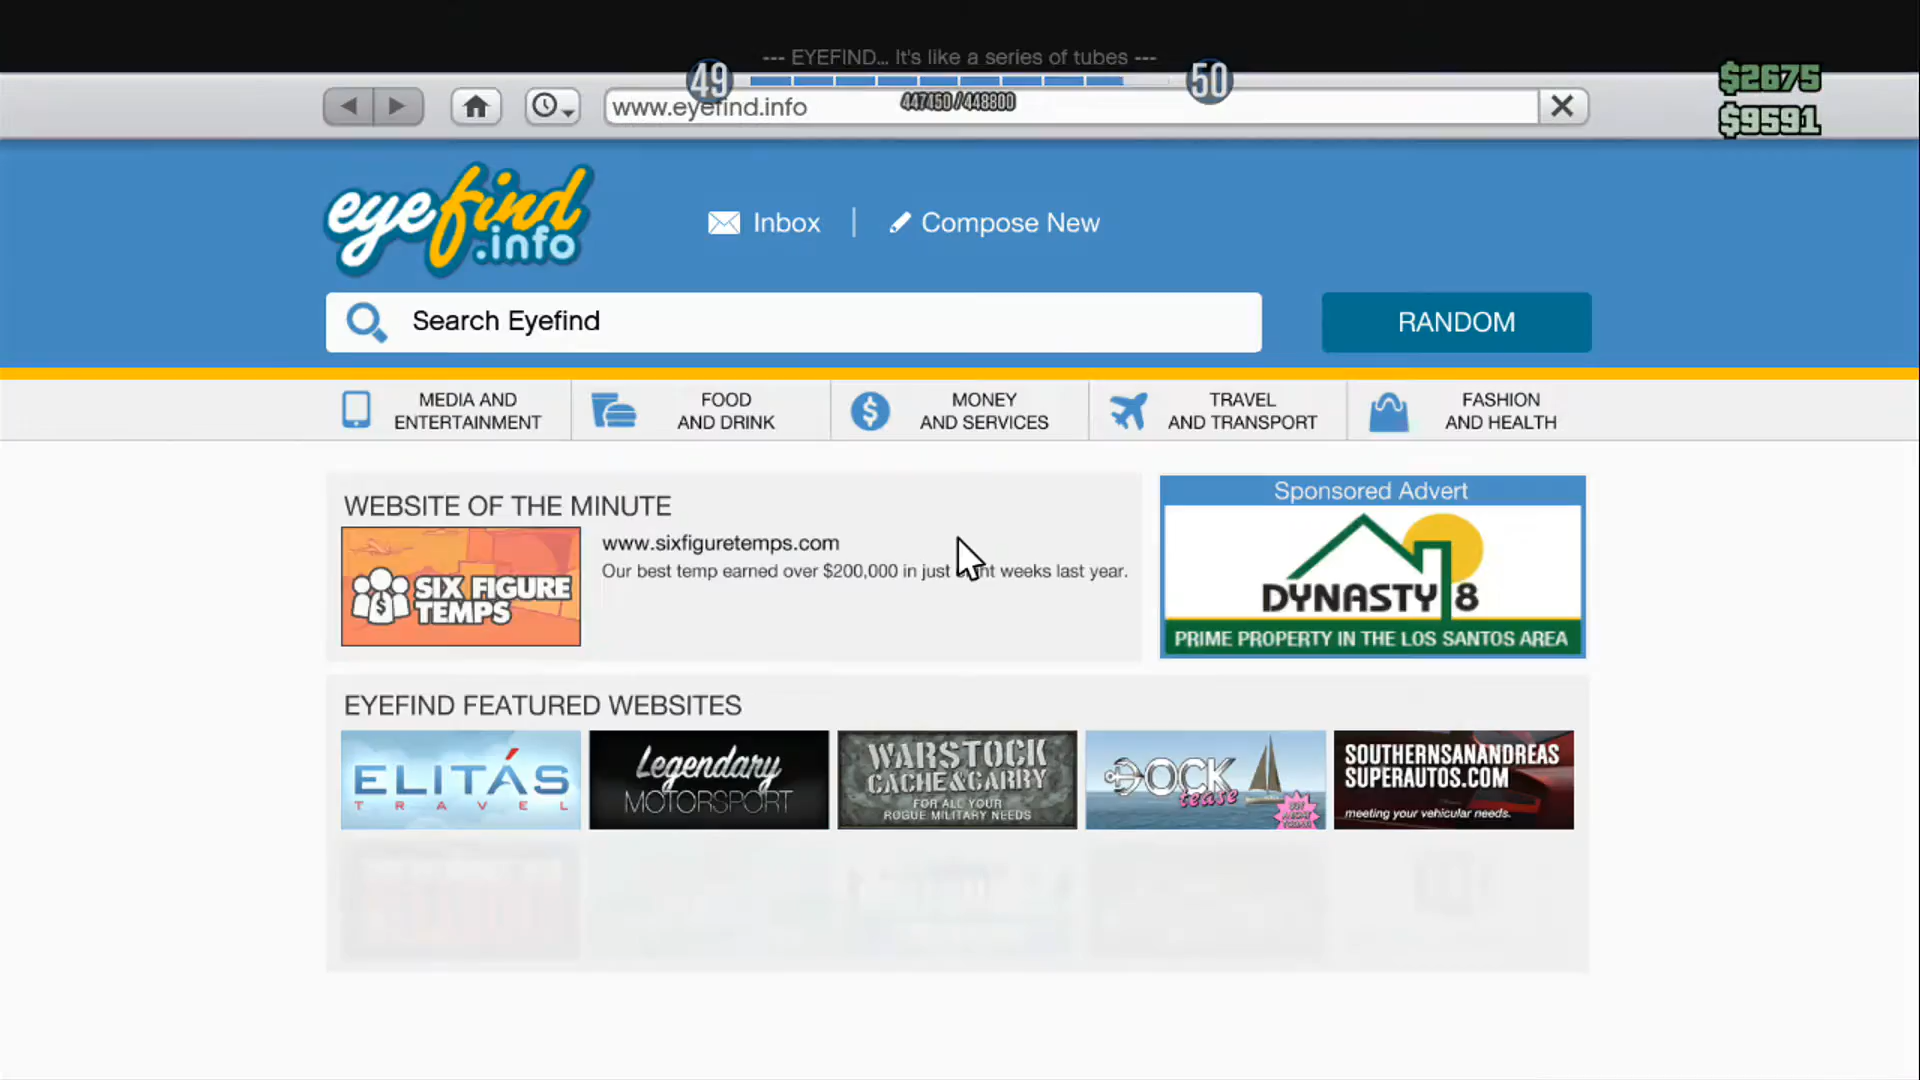 --- EYEFIND... It's like a series of tubes ---
49
50
447450/448800
$2675
$9591
www.eyefind.info
eyefind
.info
Inbox
Compose New
Search Eyefind
RANDOM
MEDIA AND
ENTERTAINMENT
FOOD
AND DRINK
MONEY
AND SERVICES
TRAVEL
AND TRANSPORT
FASHION
AND HEALTH
WEBSITE OF THE MINUTE
SIX FIGURE
TEMPS
www.sixfiguretemps.com
Our best temp earned over $200,000 in just weeks last year.
Sponsored Advert
DYNASTY 8
PRIME PROPERTY IN THE LOS SANTOS AREA
EYEFIND FEATURED WEBSITES
ELITÁS
TRAVEL
Legendary
MOTORSPORT
WARSTOCK
CACHE & CARRY
FOR ALL YOUR
ROGUE MILITARY NEEDS
DOCK
tease
SOUTHERNSANANDREAS
SUPERAUTOS.COM
meeting your vehicular needs.